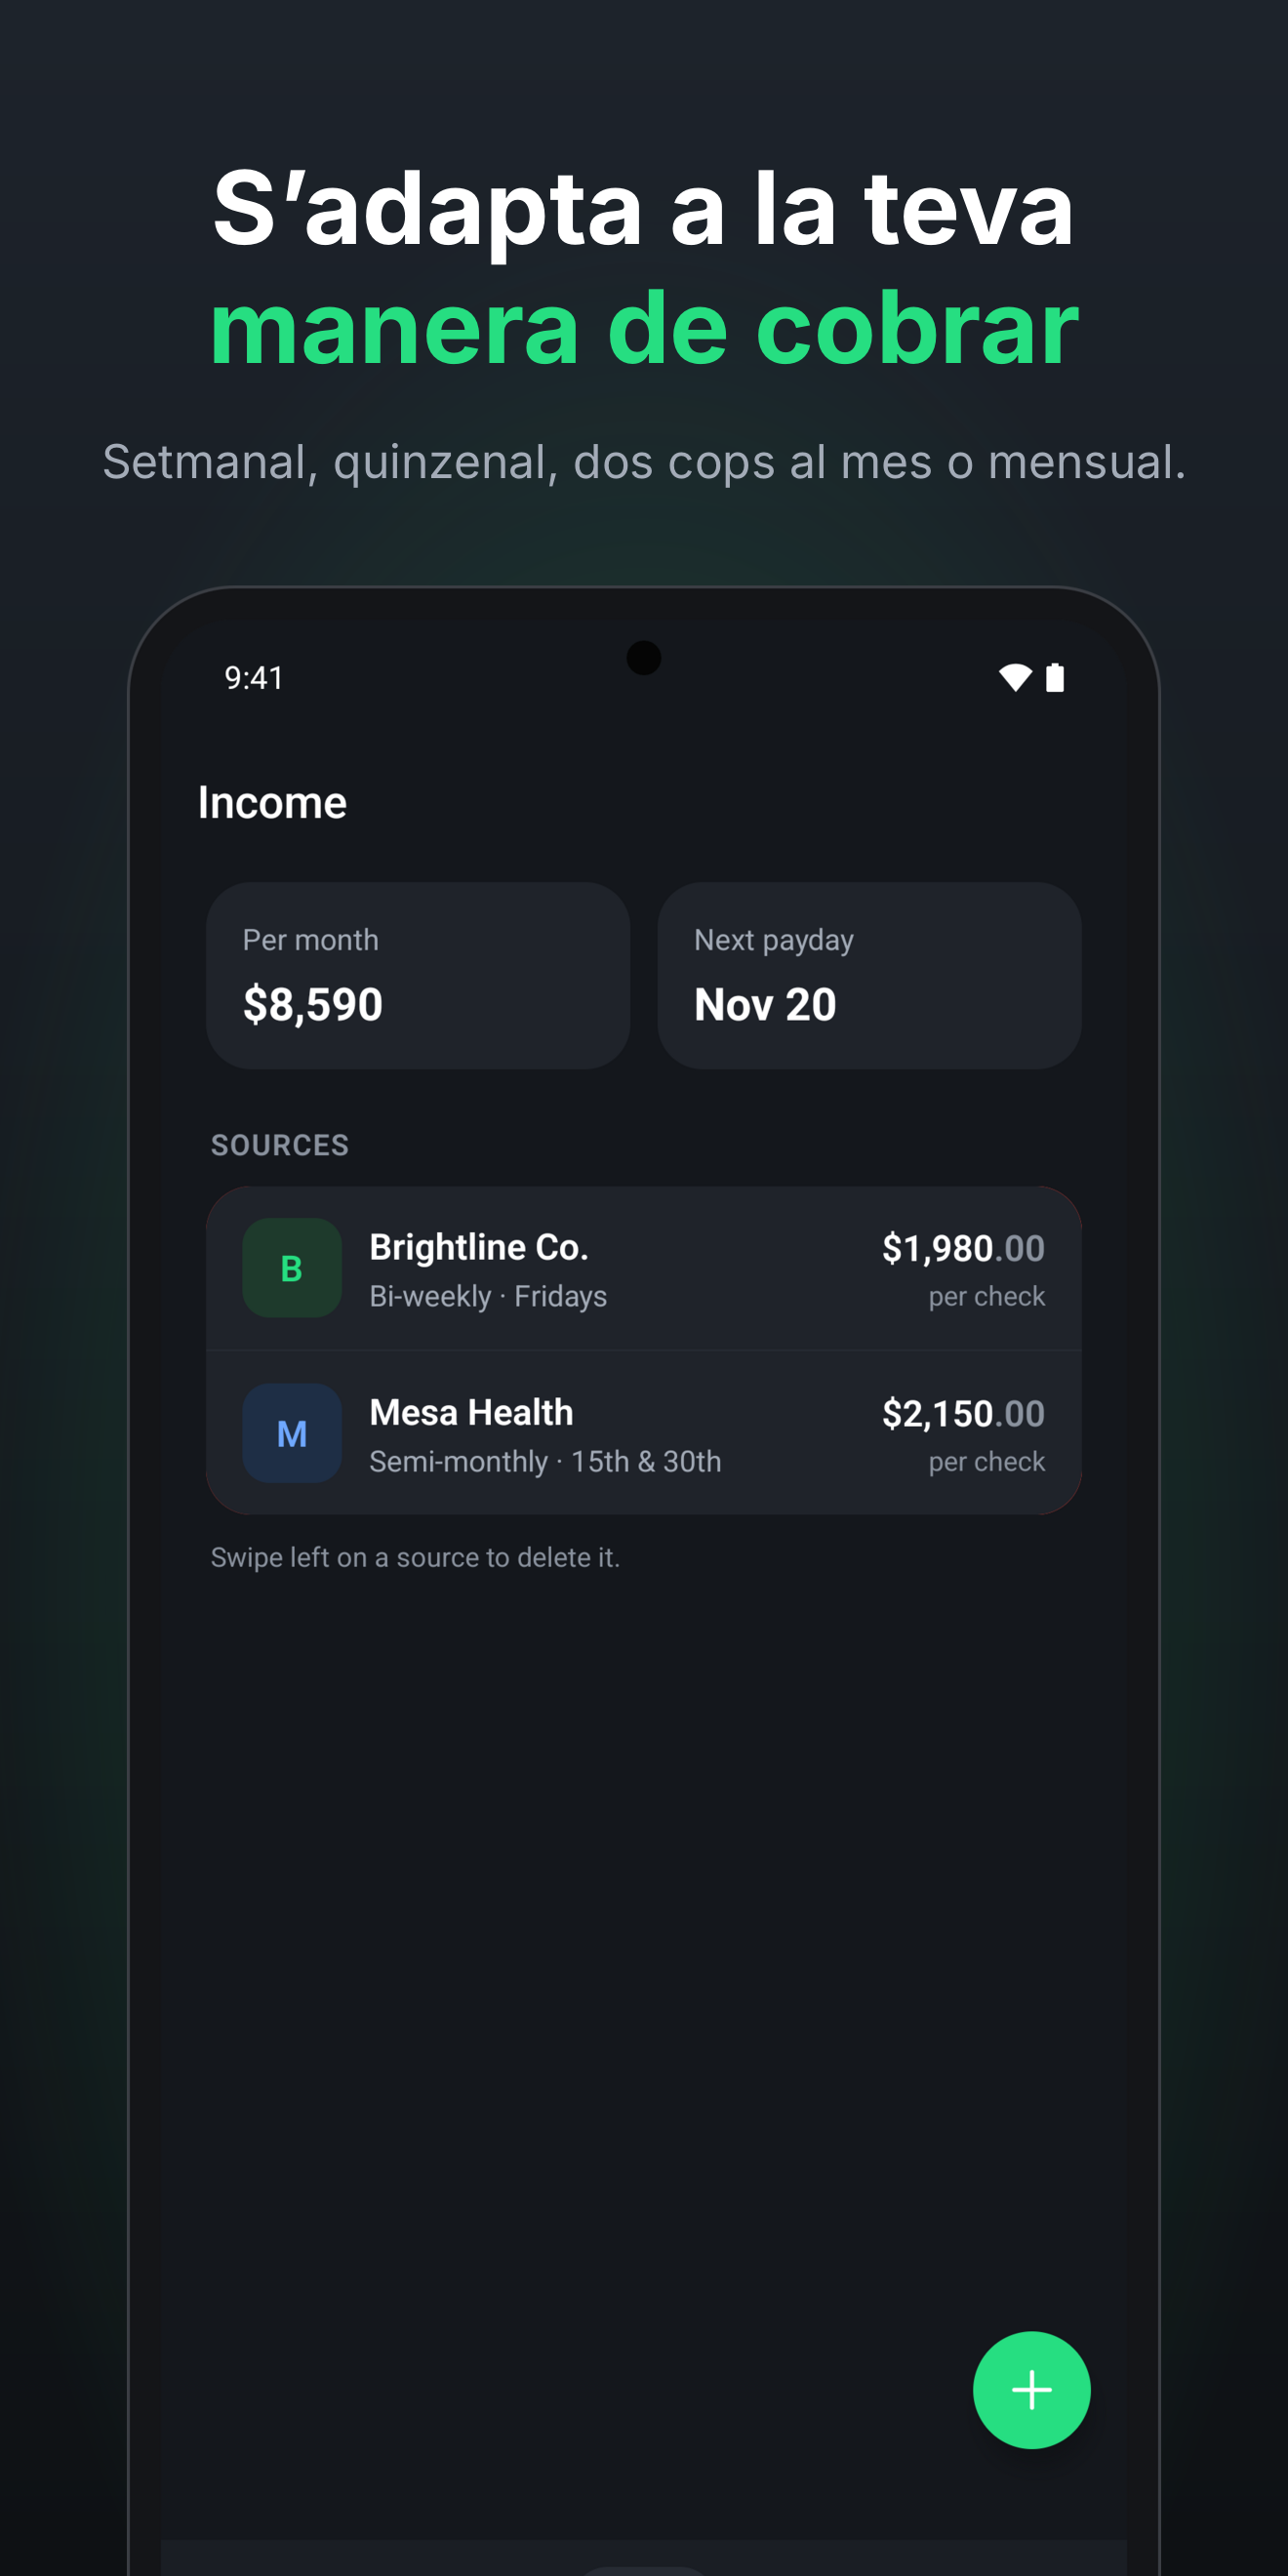 S’adapta a la teva
manera de cobrar
Setmanal, quinzenal, dos cops al mes o mensual.
9:41
Income
Per month
$8,590
Next payday
Nov 20
SOURCES
B
Brightline Co.
Bi-weekly · Fridays
$1,980.00
per check
M
Mesa Health
Semi-monthly · 15th & 30th
$2,150.00
per check
Swipe left on a source to delete it.